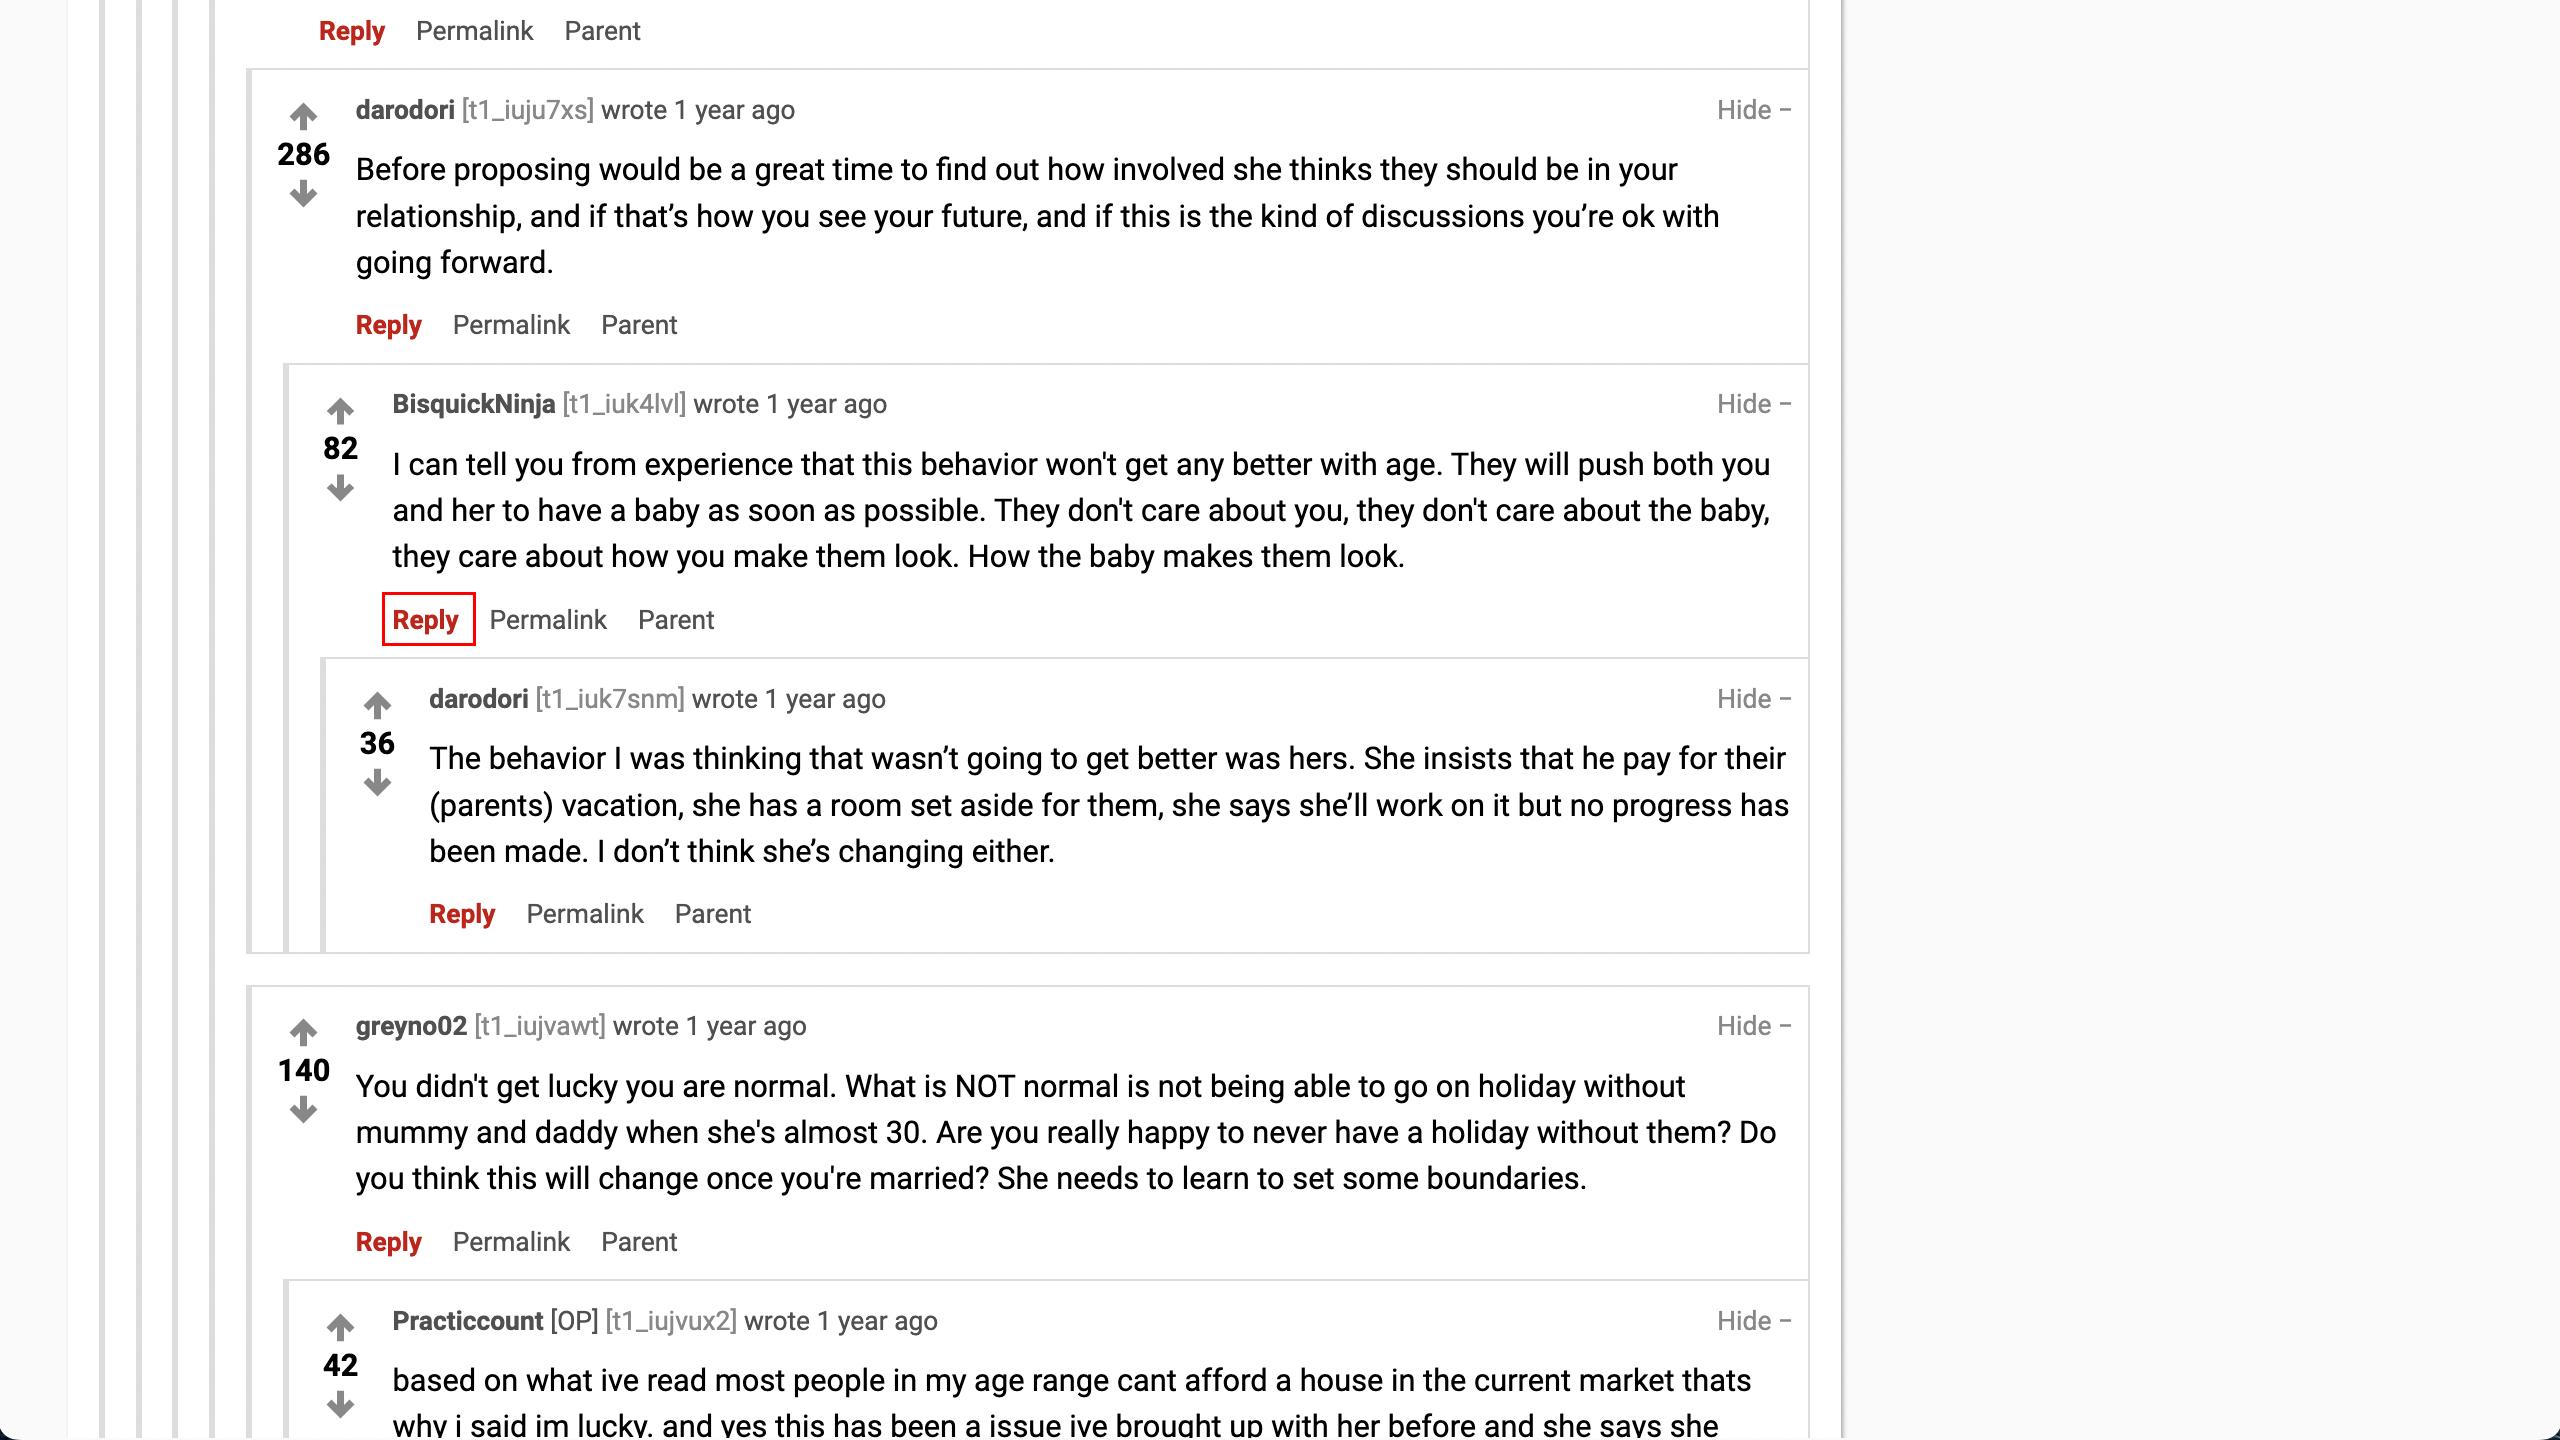 Reply Permalink Parent
darodori [t1_iuju7xs] wrote 1 year ago Hide −
286
Before proposing would be a great time to find out how involved she thinks they should be in your
relationship, and if that’s how you see your future, and if this is the kind of discussions you’re ok with
going forward.
Reply Permalink Parent
BisquickNinja [t1_iuk4lvl] wrote 1 year ago Hide −
82
I can tell you from experience that this behavior won't get any better with age. They will push both you
and her to have a baby as soon as possible. They don't care about you, they don't care about the baby,
they care about how you make them look. How the baby makes them look.
Reply Permalink Parent
darodori [t1_iuk7snm] wrote 1 year ago Hide −
36
The behavior I was thinking that wasn’t going to get better was hers. She insists that he pay for their
(parents) vacation, she has a room set aside for them, she says she’ll work on it but no progress has
been made. I don’t think she’s changing either.
Reply Permalink Parent
greyno02 [t1_iujvawt] wrote 1 year ago Hide −
140
You didn't get lucky you are normal. What is NOT normal is not being able to go on holiday without
mummy and daddy when she's almost 30. Are you really happy to never have a holiday without them? Do
you think this will change once you're married? She needs to learn to set some boundaries.
Reply Permalink Parent
Practiccount [OP] [t1_iujvux2] wrote 1 year ago Hide −
42
based on what ive read most people in my age range cant afford a house in the current market thats
why i said im lucky. and yes this has been a issue ive brought up with her before and she says she